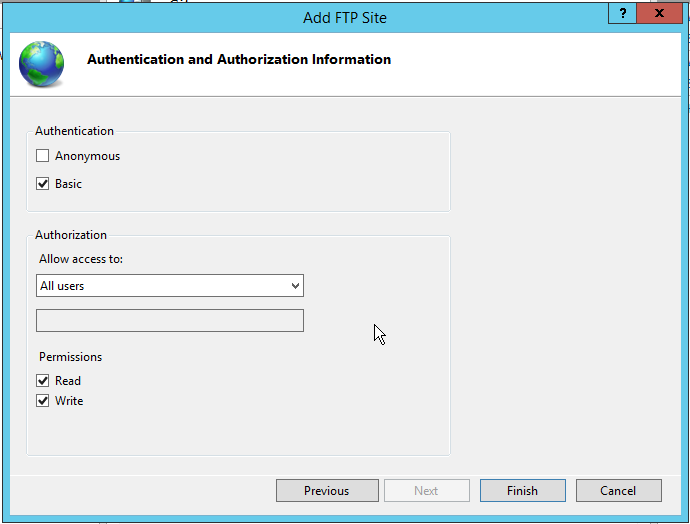 Add FTP Site
? x
Authentication and Authorization Information
Authentication
Anonymous
Basic
Authorization
Allow access to:
All users
Permissions
Read
Write
Previous Next Finish Cancel